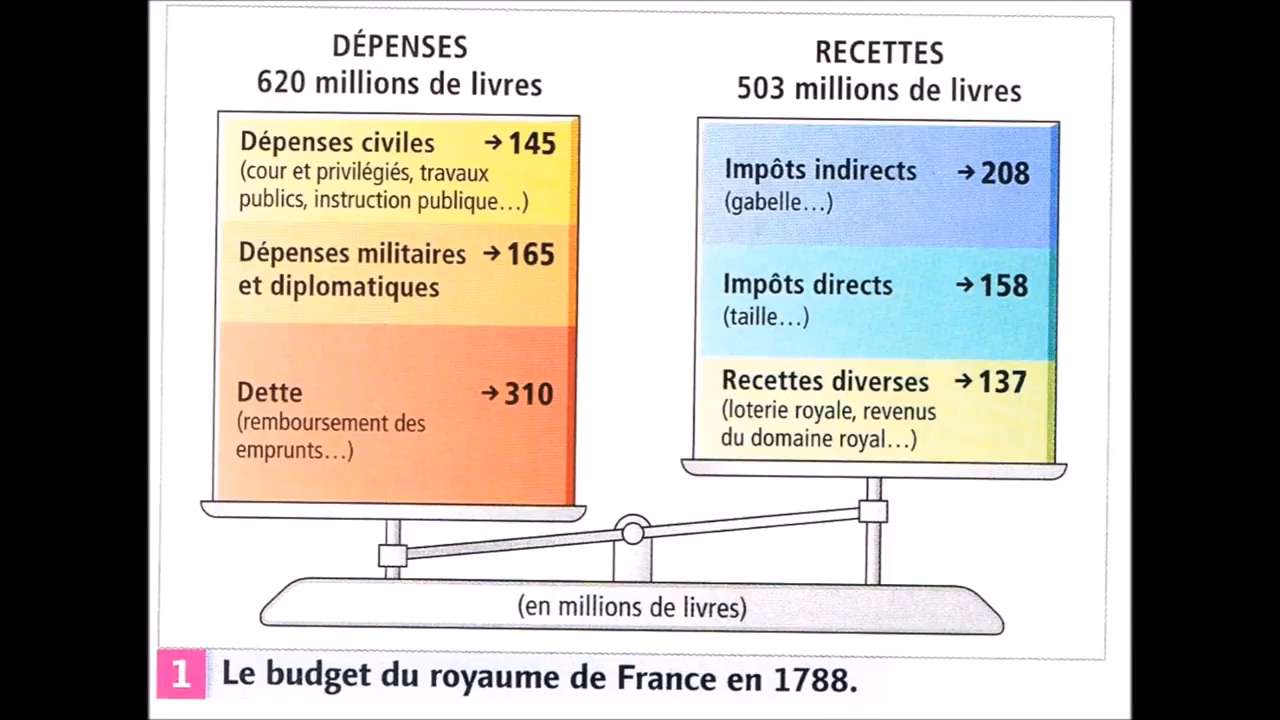 DÉPENSES
620 millions de livres
Dépenses civiles → 145
(cour et privilégiés, travaux
publics, instruction publique…)
Dépenses militaires → 165
et diplomatiques
Dette → 310
(remboursement des
emprunts…)
RECETTES
503 millions de livres
Impôts indirects → 208
(gabelle…)
Impôts directs → 158
(taille…)
Recettes diverses → 137
(loterie royale, revenus
du domaine royal…)
(en millions de livres)
1 Le budget du royaume de France en 1788.